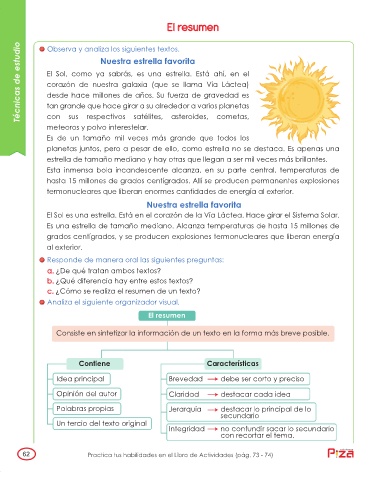 El resumen
Técnicas de estudio
Observa y analiza los siguientes textos.
Nuestra estrella favorita
El Sol, como ya sabrás, es una estrella. Está ahí, en el
corazón de nuestra galaxia (que se llama Vía Láctea)
desde hace millones de años. Su fuerza de gravedad es
tan grande que hace girar a su alrededor a varios planetas
con sus respectivos satélites, asteroides, cometas,
meteoros y polvo interestelar.
Es de un tamaño mil veces más grande que todos los
planetas juntos, pero a pesar de ello, como estrella no se destaca. Es apenas una
estrella de tamaño mediano y hay otras que llegan a ser mil veces más brillantes.
Esta inmensa bola incandescente alcanza, en su parte central, temperaturas de
hasta 15 millones de grados centígrados. Allí se producen permanentes explosiones
termonucleares que liberan enormes cantidades de energía al exterior.
Nuestra estrella favorita
El Sol es una estrella. Está en el corazón de la Vía Láctea. Hace girar el Sistema Solar.
Es una estrella de tamaño mediano. Alcanza temperaturas de hasta 15 millones de
grados centígrados, y se producen explosiones termonucleares que liberan energía
al exterior.
Responde de manera oral las siguientes preguntas:
a. ¿De qué tratan ambos textos?
b. ¿Qué diferencia hay entre estos textos?
c. ¿Cómo se realiza el resumen de un texto?
Analiza el siguiente organizador visual.
El resumen
Consiste en sintetizar la información de un texto en la forma más breve posible.
Contiene
Idea principal
Opinión del autor
Palabras propias
Un tercio del texto original
Características
Brevedad → debe ser corto y preciso
Claridad → destacar cada idea
Jerarquía → destacar lo principal de lo
secundario
Integridad → no confundir sacar lo secundario
con recortar el tema.
62
Practica tus habilidades en el Libro de Actividades (pág. 73 - 74)